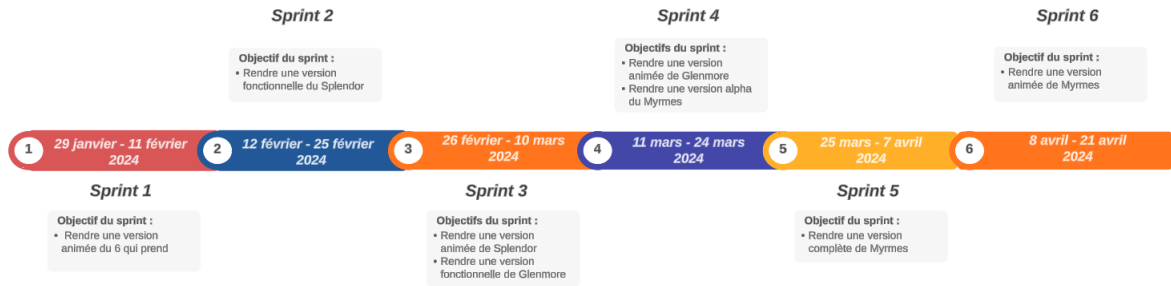 Sprint 2
Objectif du sprint :
• Rendre une version
fonctionnelle du Splendor
Sprint 4
Objectifs du sprint :
• Rendre une version
animée de Glenmore
• Rendre une version alpha
du Myrmes
Sprint 6
Objectif du sprint :
• Rendre une version
animée de Myrmes
1
29 janvier - 11 février
2024
2
12 février - 25 février
2024
3
26 février - 10 mars
2024
4
11 mars - 24 mars
2024
5
25 mars - 7 avril
2024
6
8 avril - 21 avril
2024
Sprint 1
Objectif du sprint :
• Rendre une version
animée du 6 qui prend
Sprint 3
Objectifs du sprint :
• Rendre une version
animée de Splendor
• Rendre une version
fonctionnelle de Glenmore
Sprint 5
Objectif du sprint :
• Rendre une version
complète de Myrmes